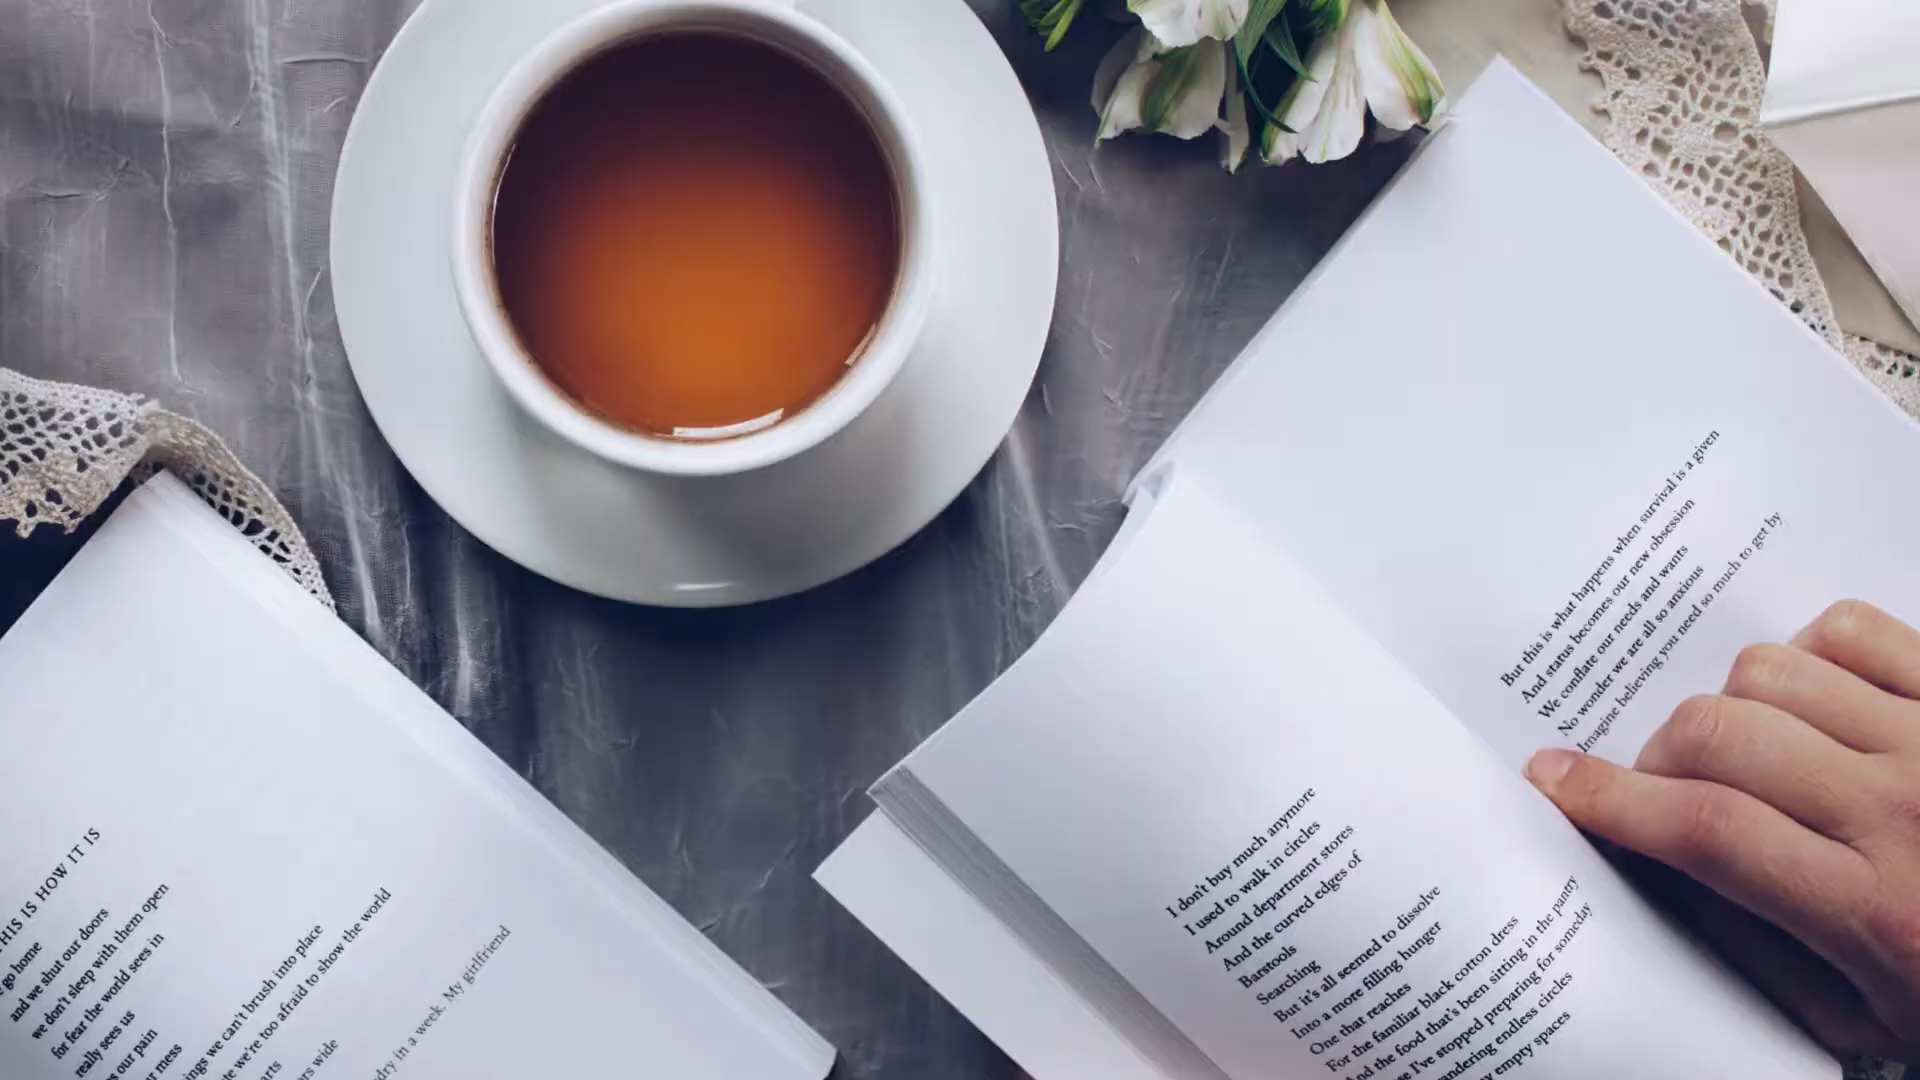 THIS IS HOW IT IS
go home
and we shut our doors
we don't sleep with them open
for fear the world sees in
really sees us
our pain
mess
ings we can't brush into place
we're too afraid to show the world
wide
in a week. My girlfriend
I don't buy much anymore
I used to walk in circles
Around department stores
And the curved edges of
Barstools
Searching
But it's all seemed to dissolve
Into a more filling hunger
One that reaches
For the familiar black cotton dress
And the food that's been sitting in the pantry
I've stopped preparing for someday
andering endless circles
empty spaces
But this is what happens when survival is a given
And status becomes our new obsession
We conflate our needs and wants
No wonder we are all so anxious
Imagine believing you need so much to get by